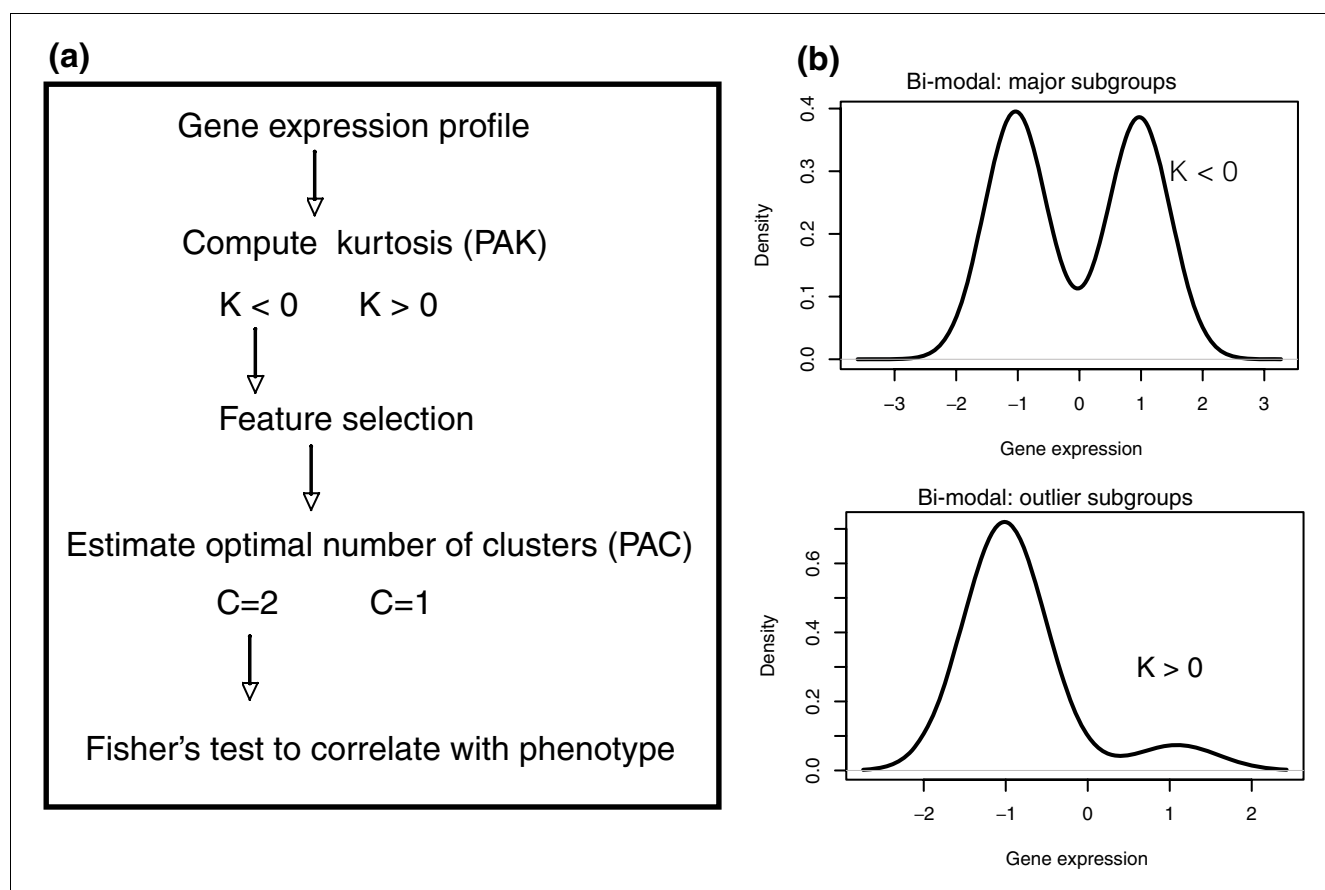 (a)
Gene expression profile
Compute kurtosis (PAK)
K < 0 K > 0
Feature selection
Estimate optimal number of clusters (PAC)
C=2 C=1
Fisher's test to correlate with phenotype
(b)
Bi-modal: major subgroups
0.4
0.3
0.2
0.1
0.0
Density
K < 0
−3 −2 −1 0 1 2 3
Gene expression
Bi-modal: outlier subgroups
0.6
0.4
0.2
0.0
Density
K > 0
−2 −1 0 1 2
Gene expression